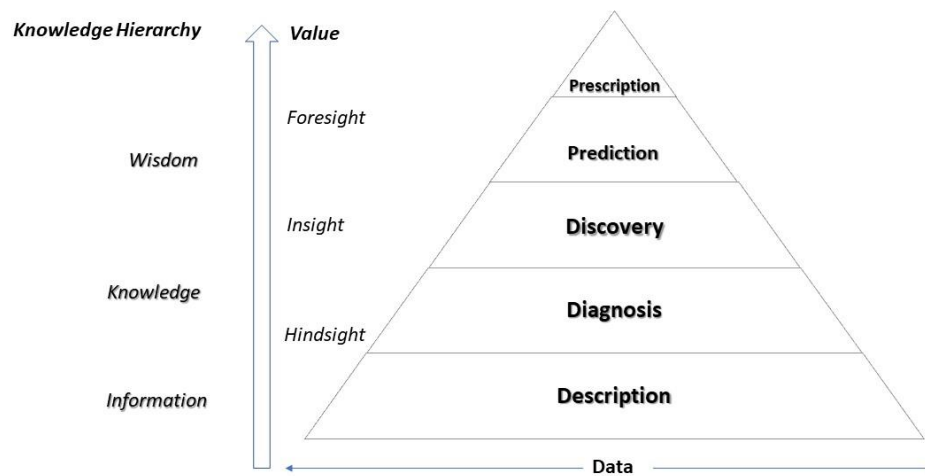 Knowledge Hierarchy
Value
Prescription
Foresight
Wisdom
Prediction
Insight
Discovery
Knowledge
Diagnosis
Hindsight
Information
Description
Data